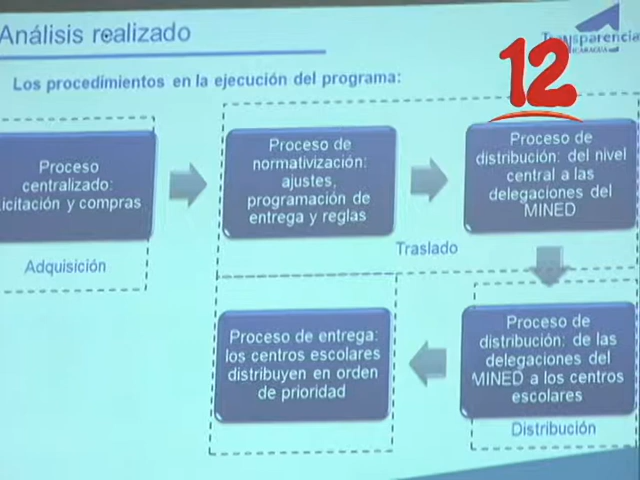 Análisis realizado
Transparencia
NICARAGUA
12
Los procedimientos en la ejecución del programa:
Proceso
centralizado:
licitación y compras
Adquisición
Proceso de
normativización:
ajustes,
programación de
entrega y reglas
Proceso de
distribución: del nivel
central a las
delegaciones del
MINED
Traslado
Proceso de
distribución: de las
delegaciones del
MINED a los centros
escolares
Distribución
Proceso de entrega:
los centros escolares
distribuyen en orden
de prioridad